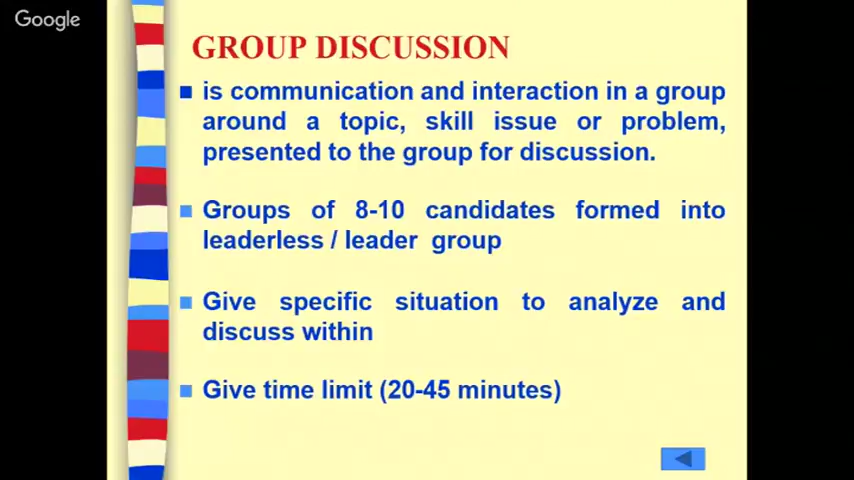 Google
GROUP DISCUSSION
is communication and interaction in a group
around a topic, skill issue or problem,
presented to the group for discussion.
Groups of 8-10 candidates formed into
leaderless / leader group
Give specific situation to analyze and
discuss within
Give time limit (20-45 minutes)